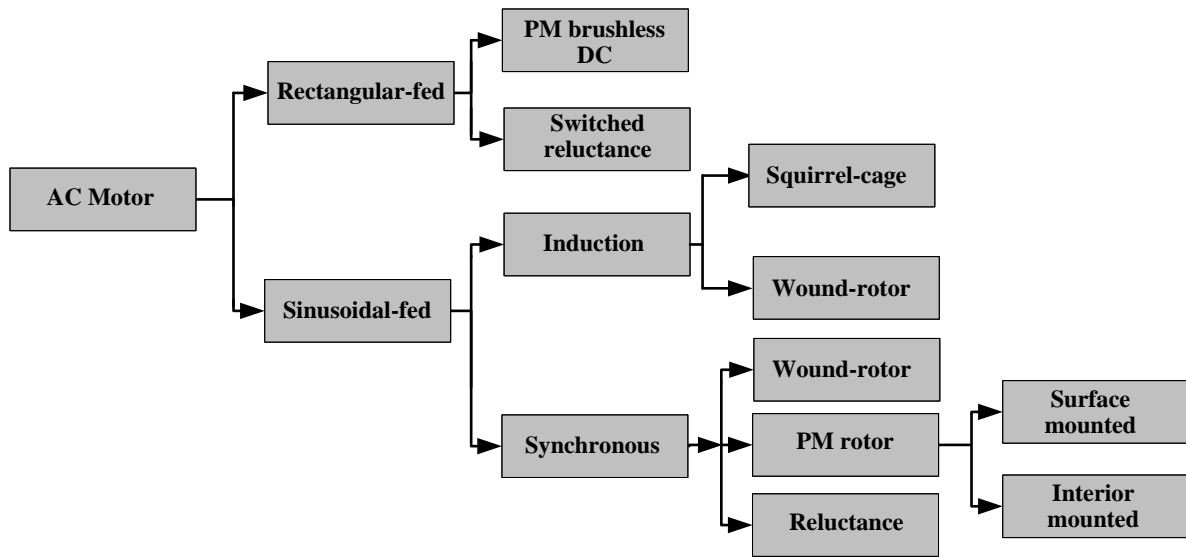 PM brushless
DC
Rectangular-fed
Switched
reluctance
AC Motor
Squirrel-cage
Induction
Wound-rotor
Sinusoidal-fed
Wound-rotor
Synchronous
PM rotor
Surface
mounted
Reluctance
Interior
mounted